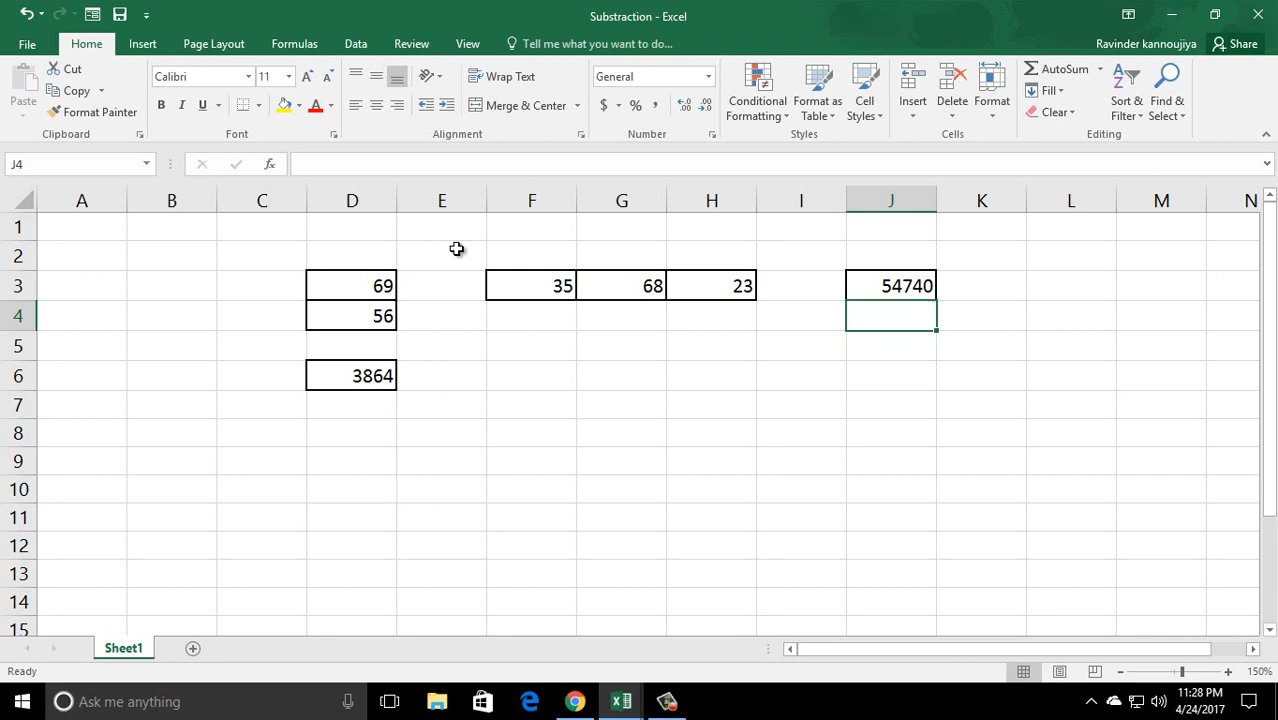 Substraction - Excel
File Home Insert Page Layout Formulas Data Review View Tell me what you want to do... Ravinder kannoujiya Share
Paste Cut Copy Format Painter
Calibri 11 B I U A
Wrap Text Merge & Center
General $ % ,
Conditional Formatting Format as Table Cell Styles
Insert Delete Format
AutoSum Fill Clear Sort & Filter Find & Select
Clipboard Font Alignment Number Styles Cells Editing
J4 fx
A B C D E F G H I J K L M N
1
2
3 69 35 68 23 54740
4 56
5
6 3864
7
8
9
10
11
12
13
14
15
Sheet1
Ready 150%
Ask me anything 11:28 PM
4/24/2017